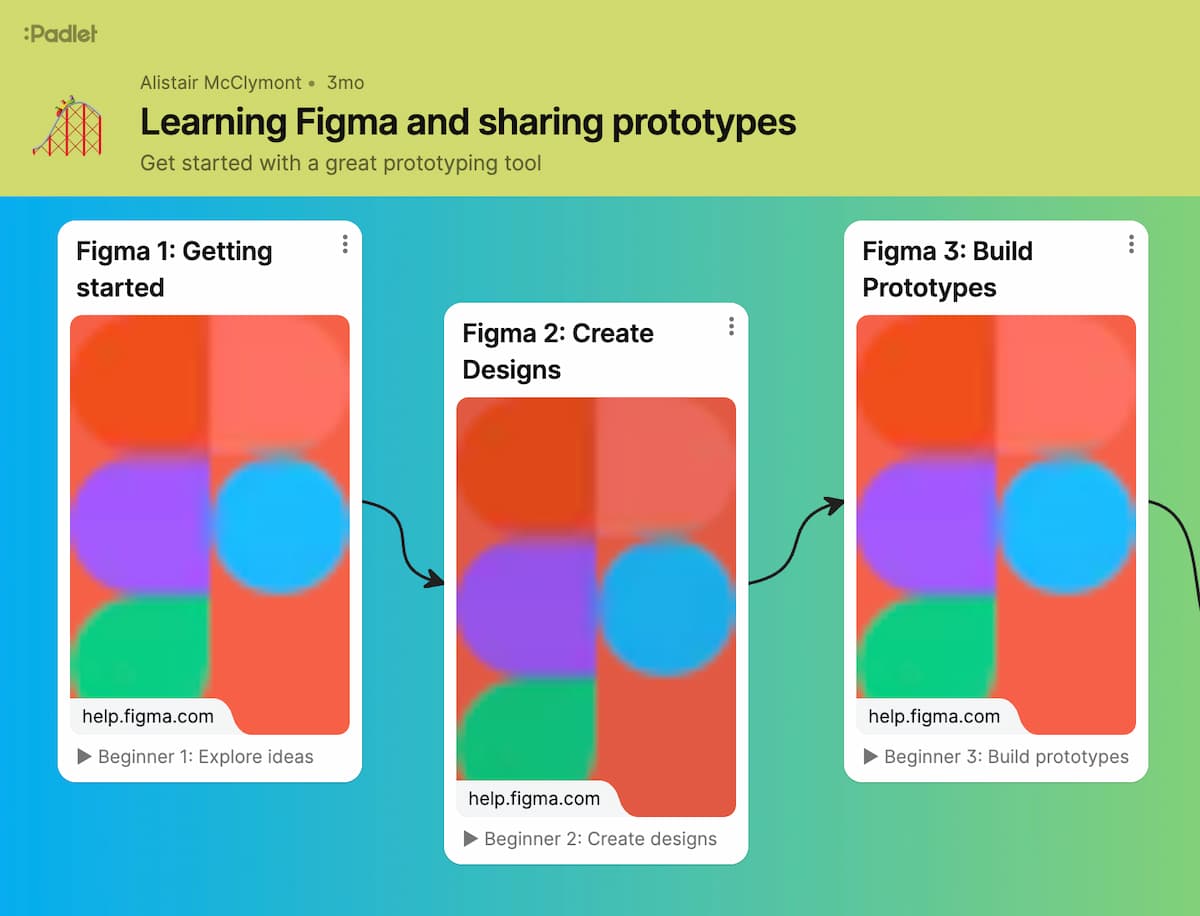 :Padlet
Alistair McClymont • 3mo
Learning Figma and sharing prototypes
Get started with a great prototyping tool
Figma 1: Getting
started
help.figma.com
▶ Beginner 1: Explore ideas
Figma 2: Create
Designs
help.figma.com
▶ Beginner 2: Create designs
Figma 3: Build
Prototypes
help.figma.com
▶ Beginner 3: Build prototypes